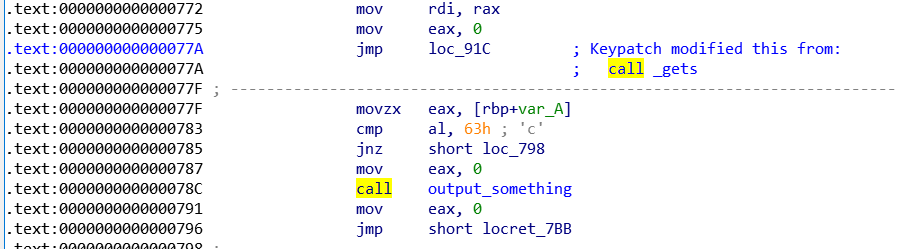 .text:0000000000000772 mov rdi, rax
.text:0000000000000775 mov eax, 0
.text:000000000000077A jmp loc_91C ; Keypatch modified this from:
.text:000000000000077A ; call _gets
.text:000000000000077F ; ---------------------------------------------------------------------------
.text:000000000000077F movzx eax, [rbp+var_A]
.text:0000000000000783 cmp al, 63h ; 'c'
.text:0000000000000785 jnz short loc_798
.text:0000000000000787 mov eax, 0
.text:000000000000078C call output_something
.text:0000000000000791 mov eax, 0
.text:0000000000000796 jmp short locret_7BB
.text:0000000000000798 ;